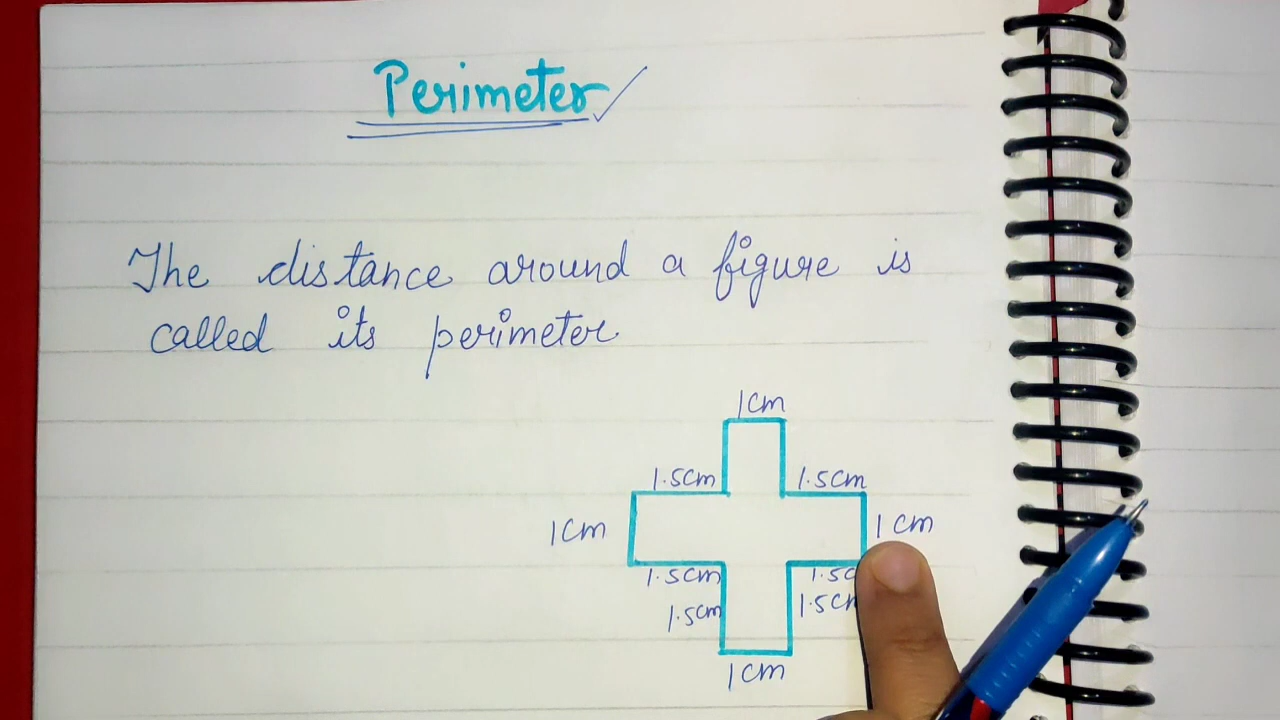 Perimeter
The distance around a figure is
called its perimeter
1cm
1.5cm 1.5cm
1cm 1cm
1.5cm
1.5cm 1.5cm
1cm